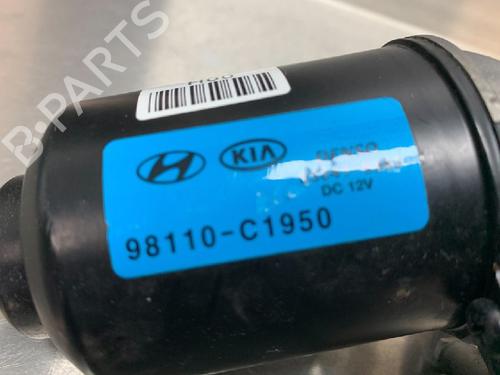 B-PARTS
KIA
DENSO
DC 12V
98110-C1950